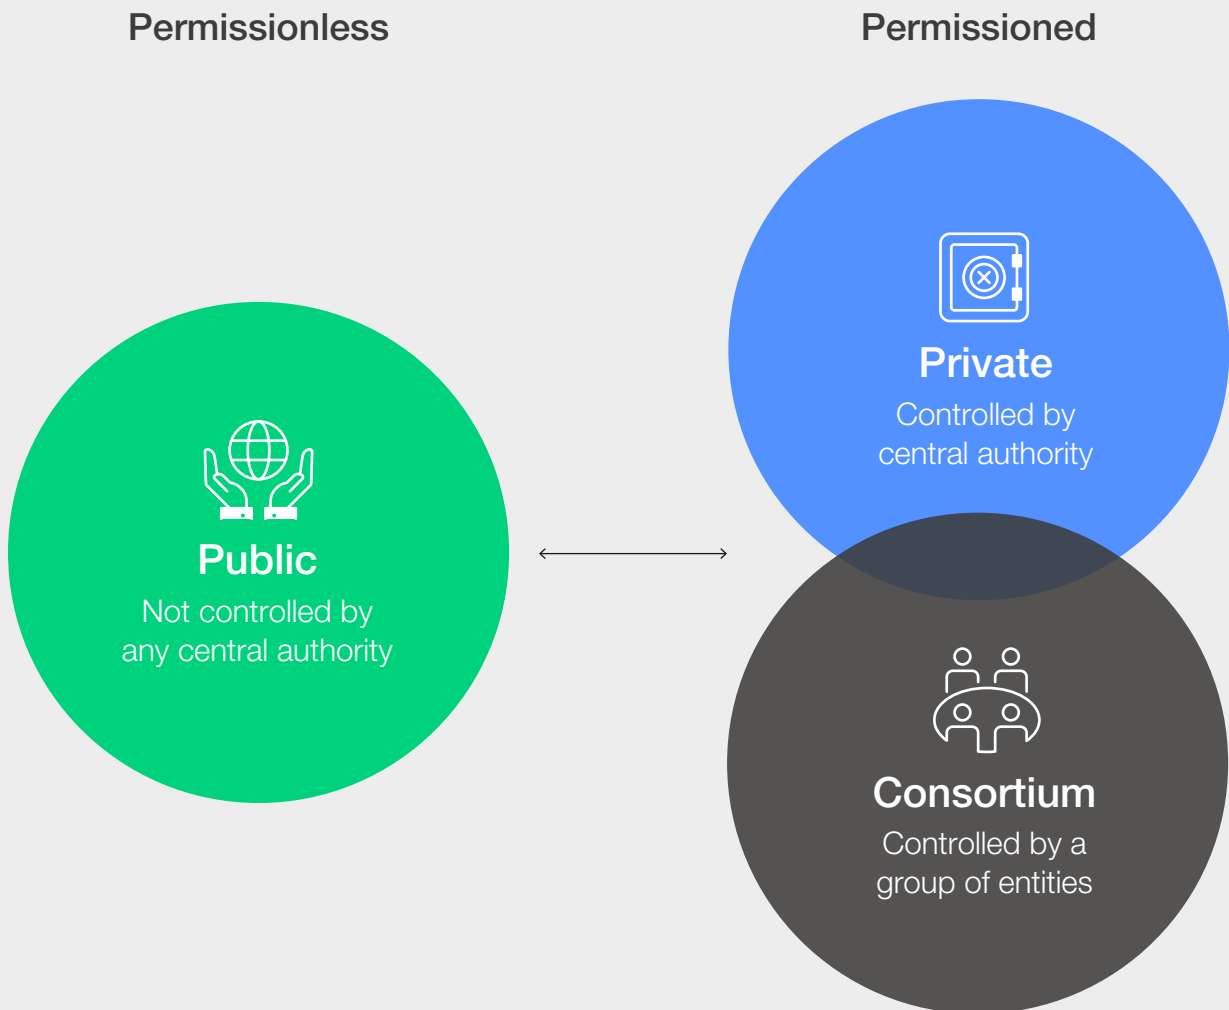 Permissionless
Permissioned
Public
Not controlled by
any central authority
Private
Controlled by
central authority
Consortium
Controlled by a
group of entities